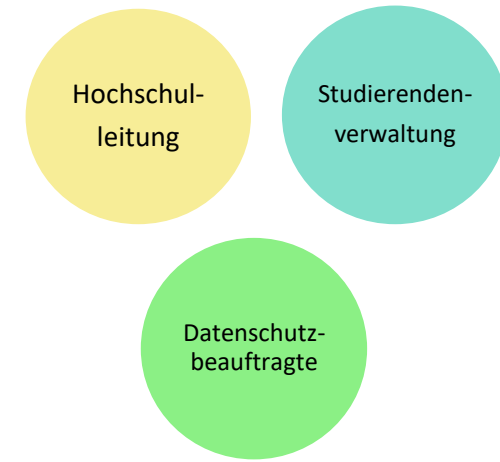 Hochschul-
leitung
Studierenden-
verwaltung
Datenschutz-
beauftragte